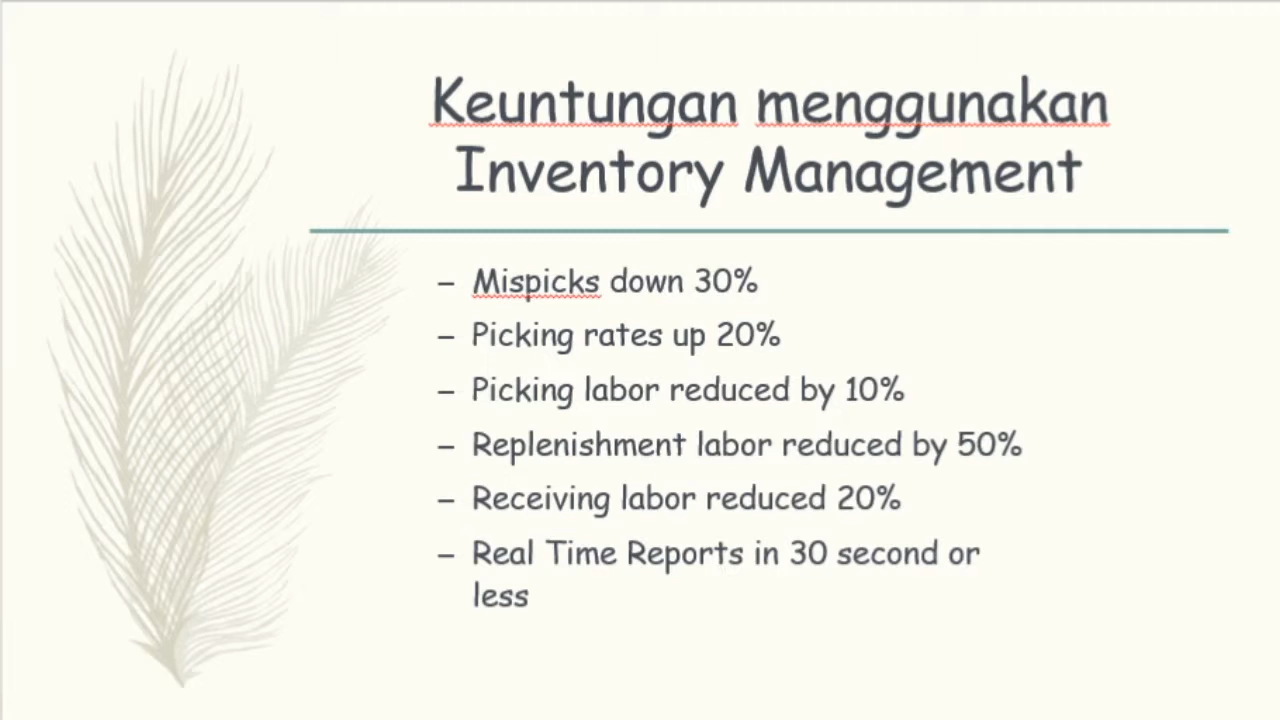 Keuntungan menggunakan
Inventory Management
– Mispicks down 30%
– Picking rates up 20%
– Picking labor reduced by 10%
– Replenishment labor reduced by 50%
– Receiving labor reduced 20%
– Real Time Reports in 30 second or
less